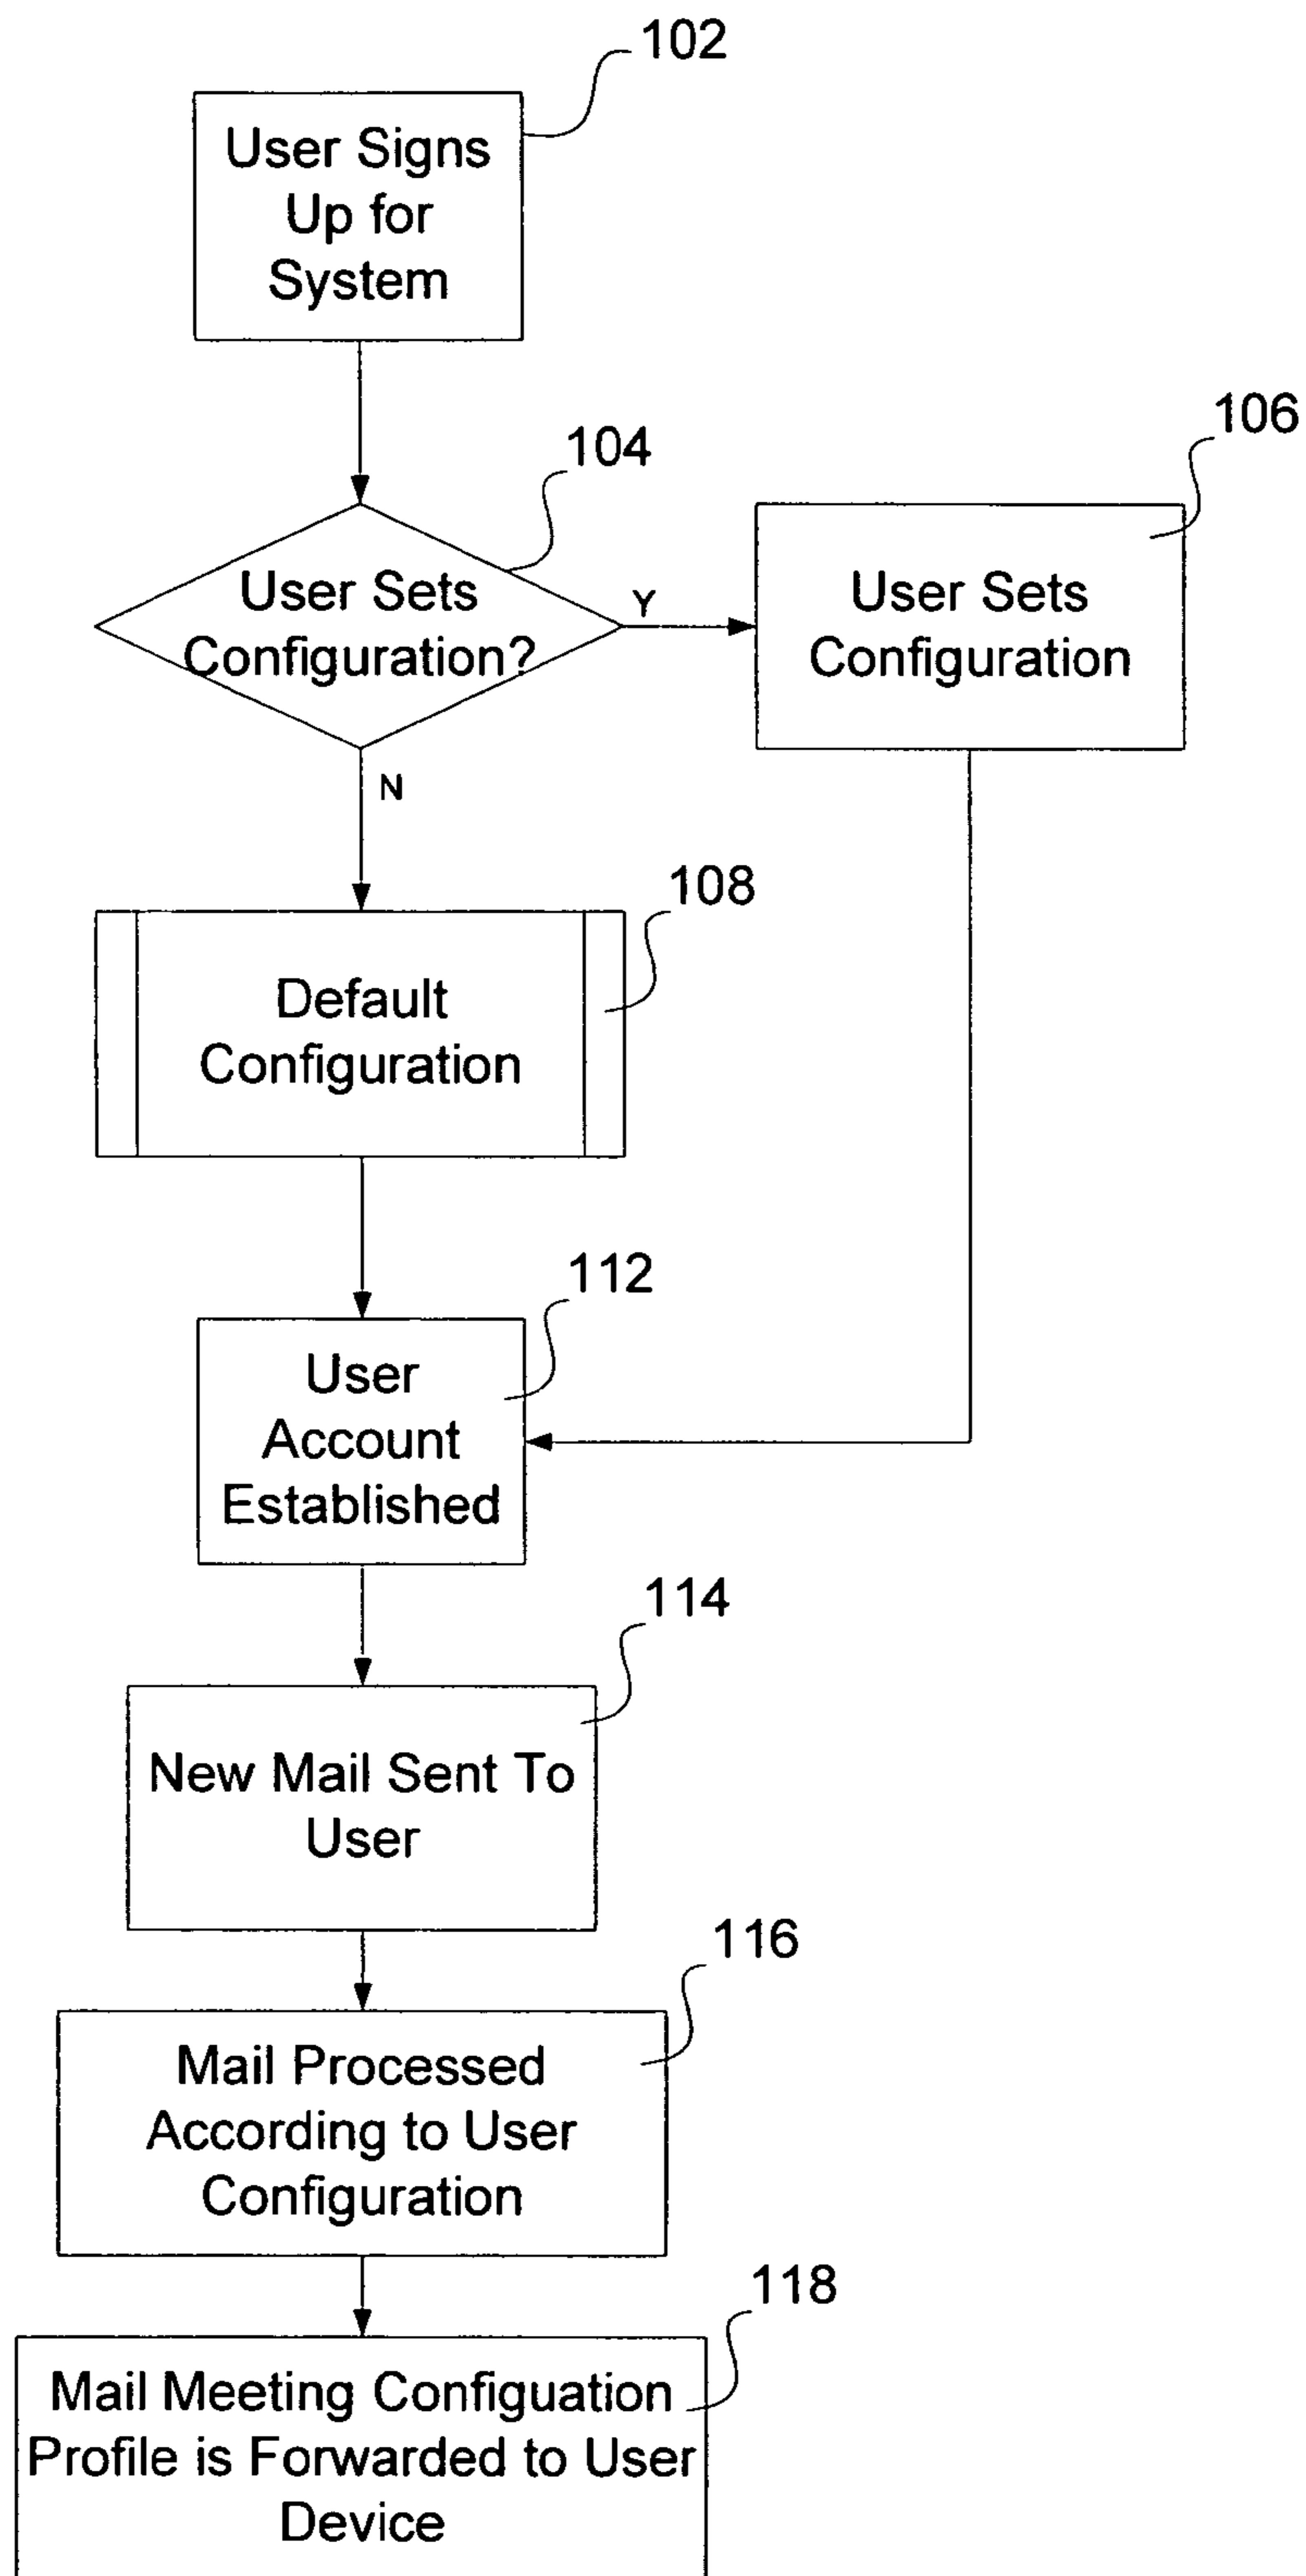 102
User Signs
Up for
System
104
User Sets
Configuration?
Y
N
106
User Sets
Configuration
108
Default
Configuration
112
User
Account
Established
114
New Mail Sent To
User
116
Mail Processed
According to User
Configuration
118
Mail Meeting Configuation
Profile is Forwarded to User
Device